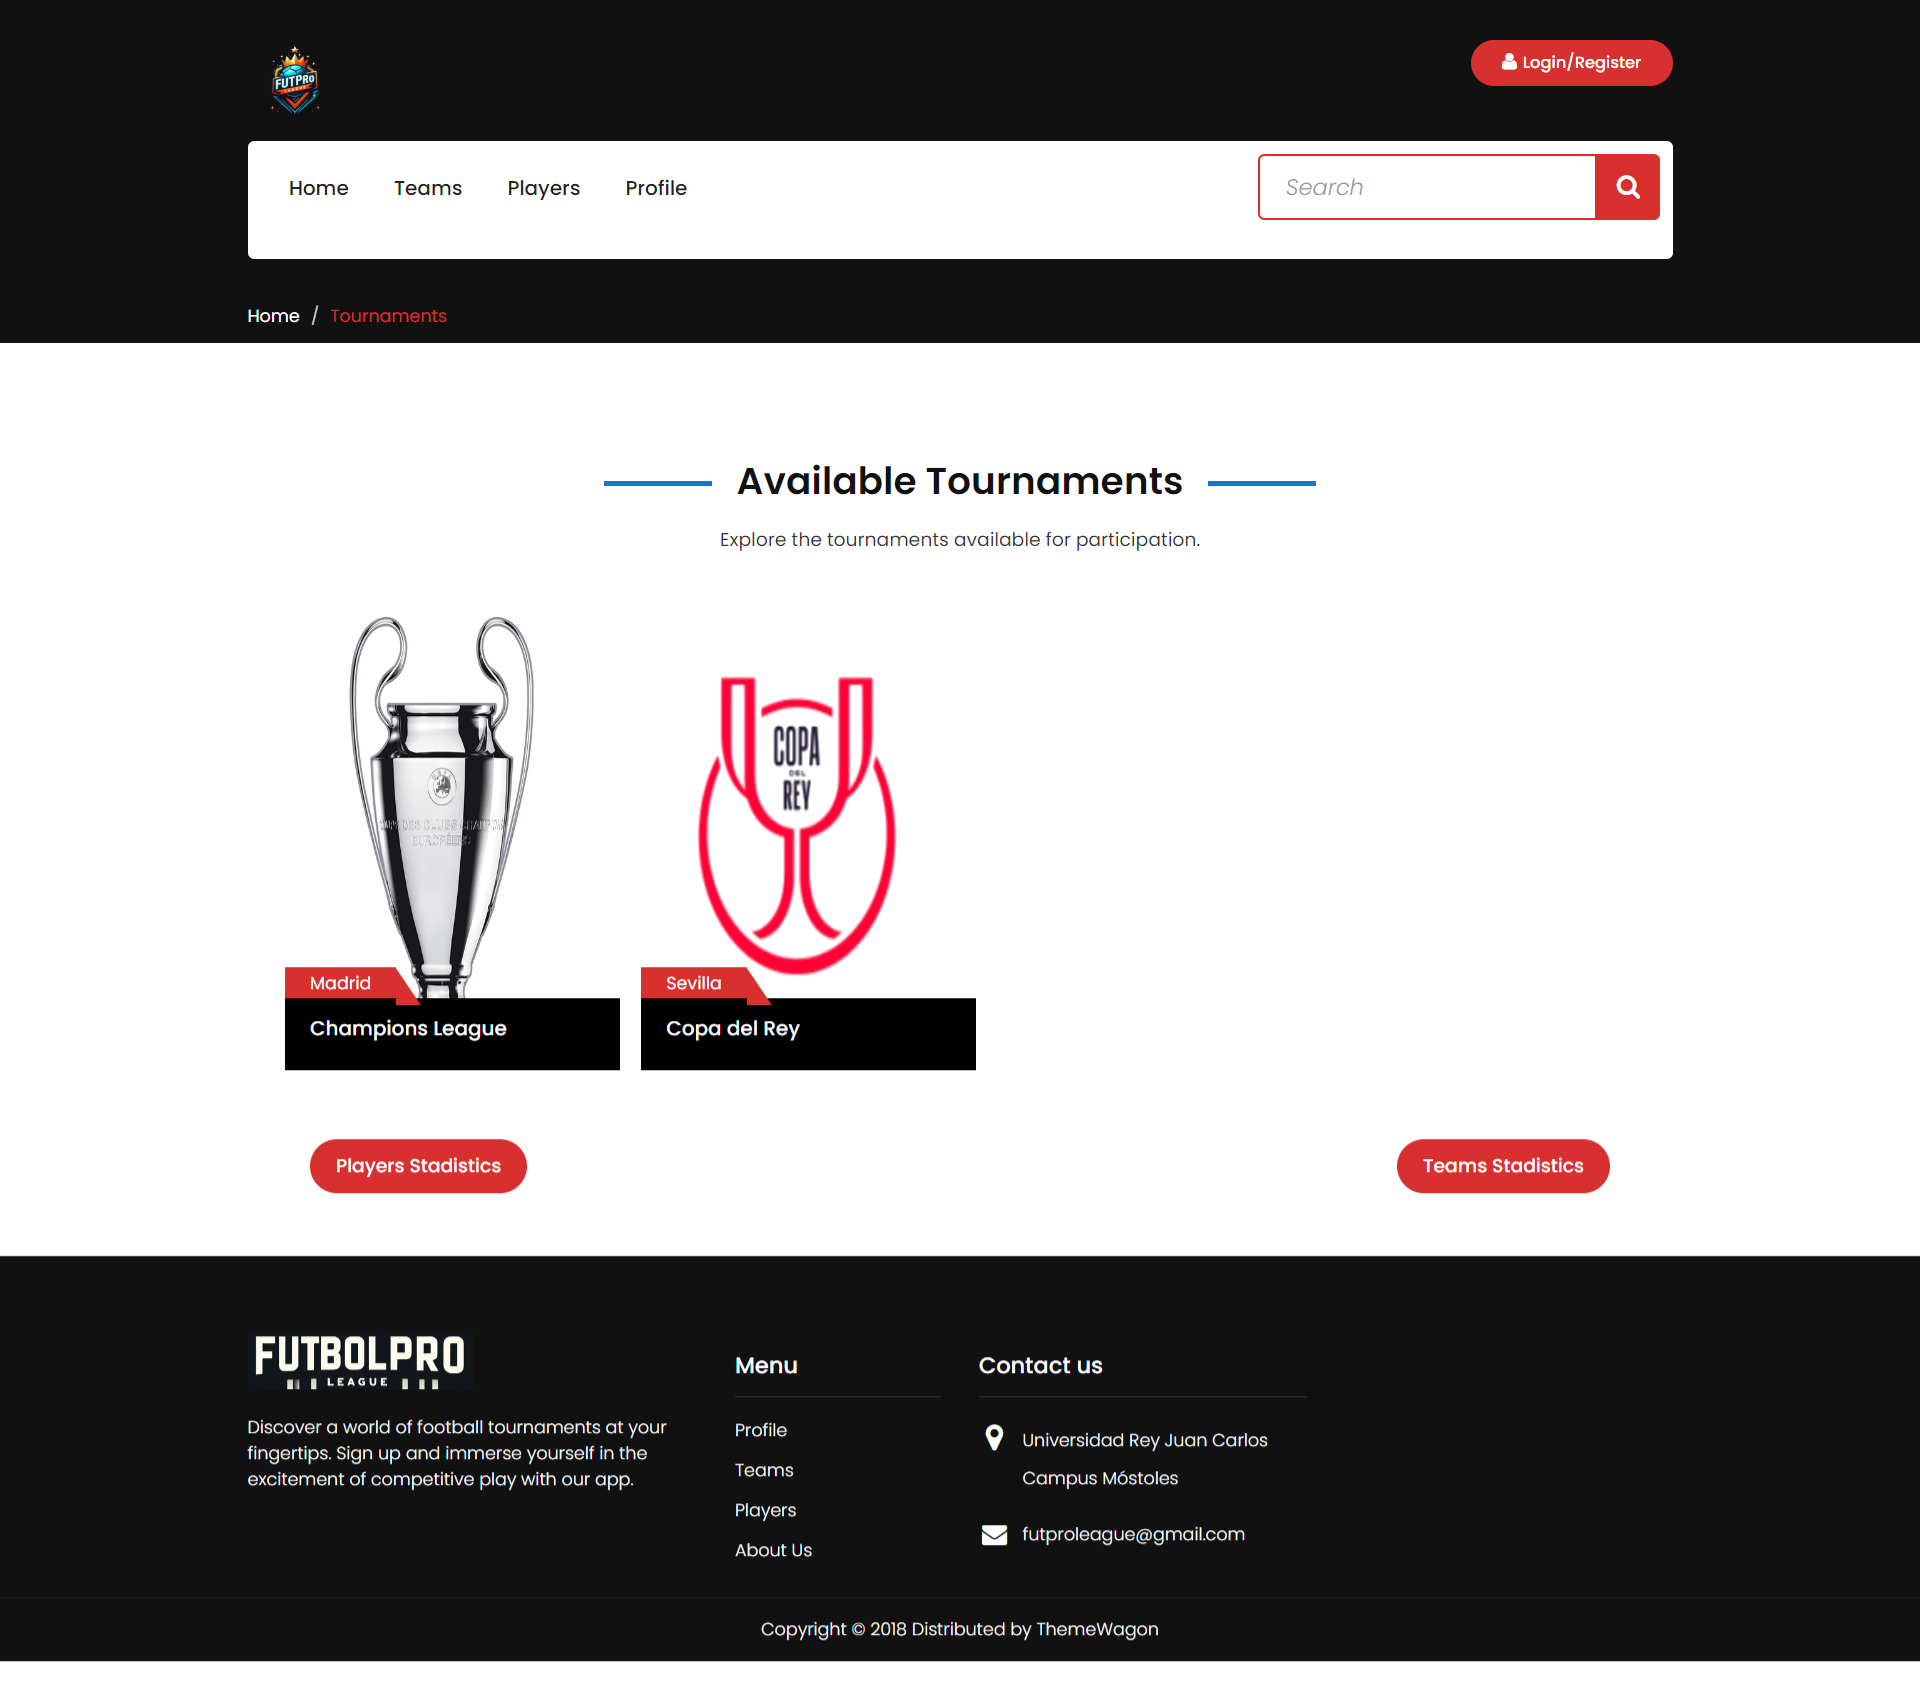 FUTPRO
LEAGUE
Login/Register
Home
Teams
Players
Profile
Search
Home / Tournaments
Available Tournaments
Explore the tournaments available for participation.
COPA
DEL
REY
Madrid
Champions League
Sevilla
Copa del Rey
Players Stadistics
Teams Stadistics
FUTBOLPRO
LEAGUE
Discover a world of football tournaments at your
fingertips. Sign up and immerse yourself in the
excitement of competitive play with our app.
Menu
Profile
Teams
Players
About Us
Contact us
Universidad Rey Juan Carlos
Campus Móstoles
futproleague@gmail.com
Copyright © 2018 Distributed by ThemeWagon